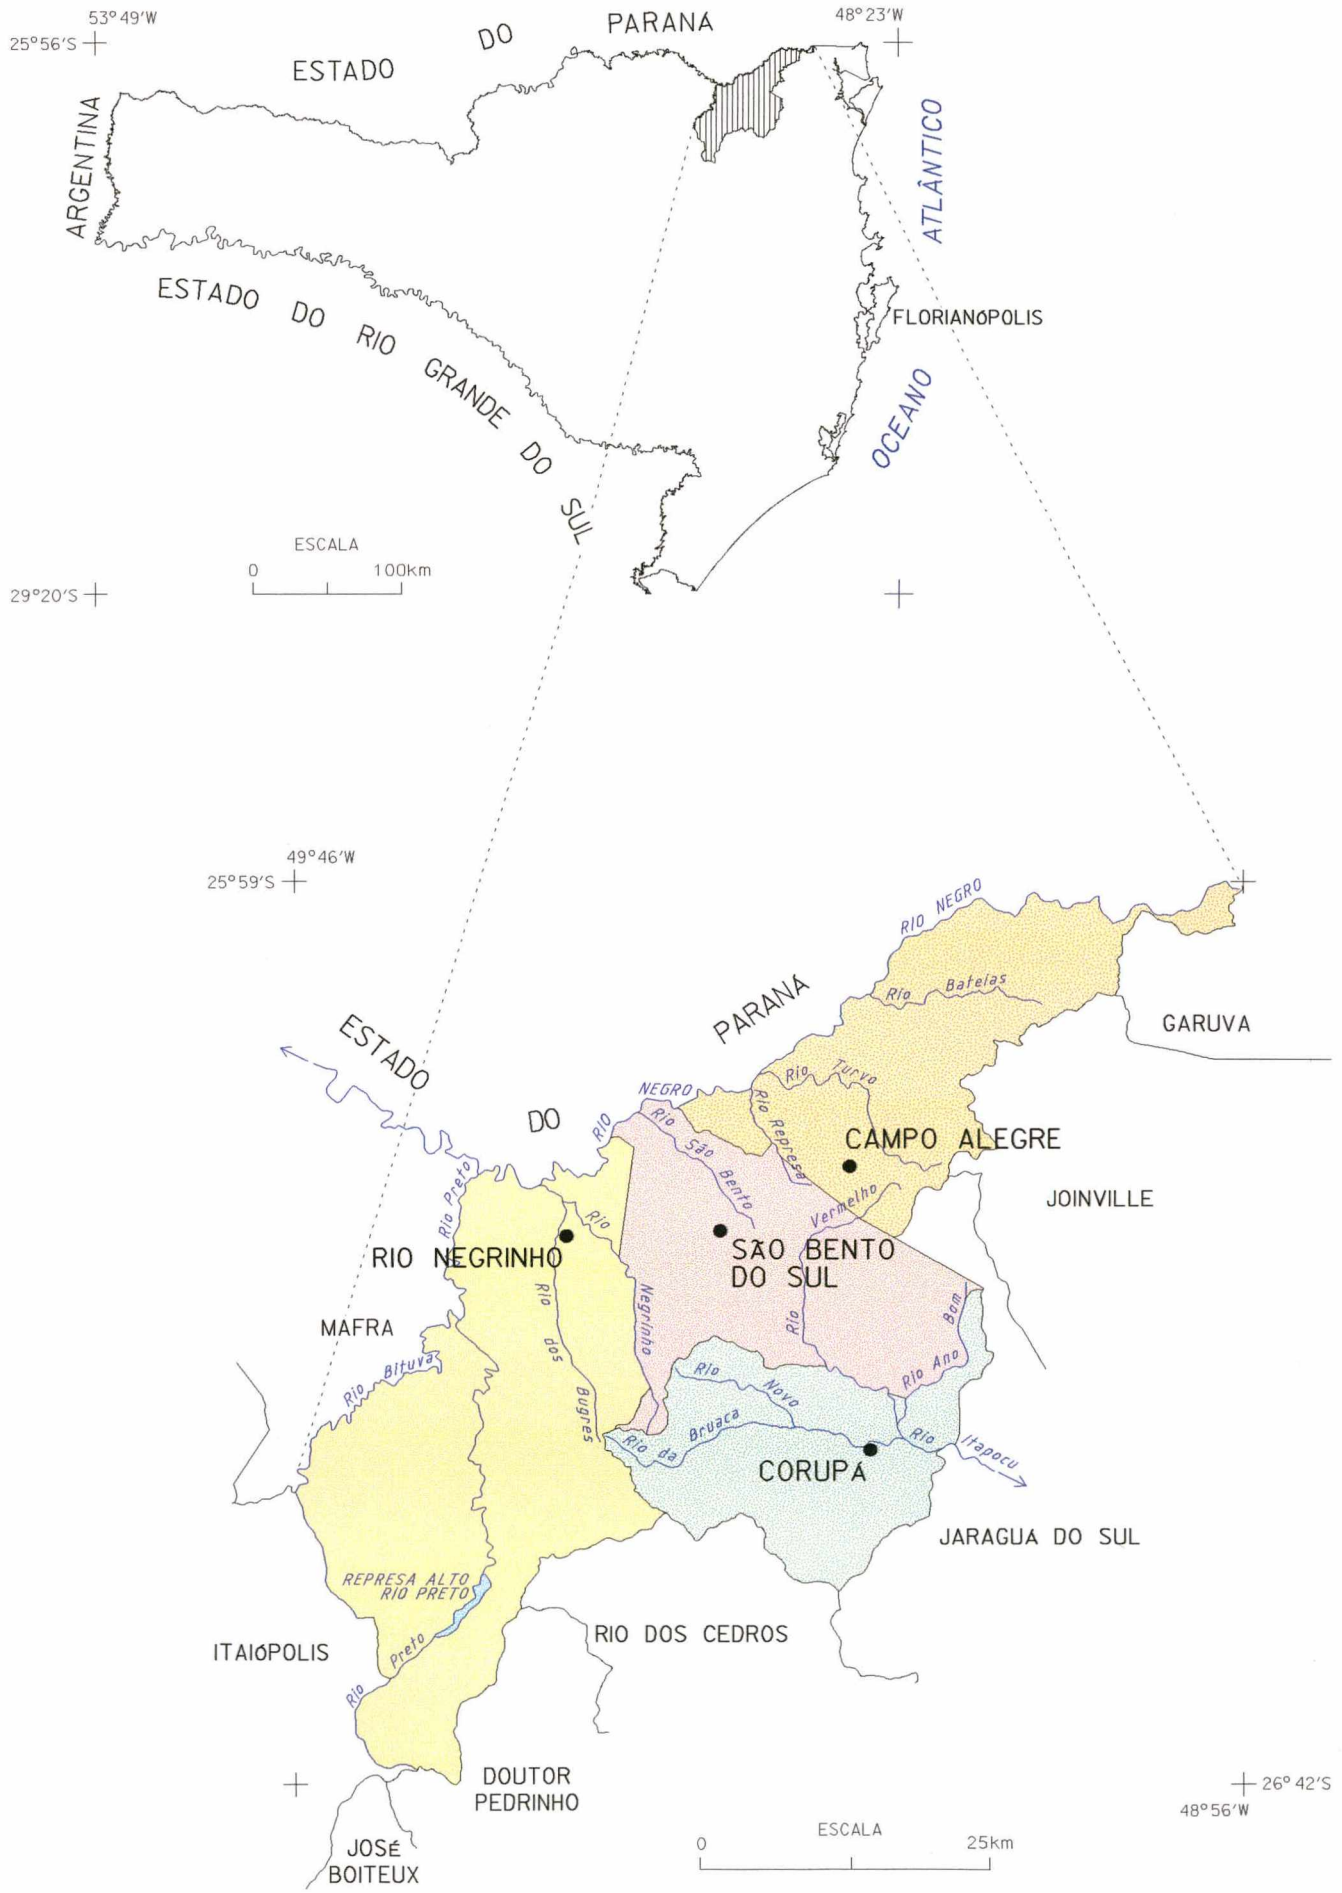 53°49'W
48°23'W
25°56'S
ESTADO DO PARANÁ
ARGENTINA
ATLÂNTICO
ESTADO DO RIO GRANDE DO SUL
FLORIANÓPOLIS
OCEANO
ESCALA
0 100km
29°20'S
49°46'W
25°59'S
RIO NEGRO
Rio Bateias
PARANÁ
GARUVA
ESTADO
DO
Rio Turvo
RIO NEGRO
Rio Represa
Rio São Bento
CAMPO ALEGRE
Rio Preto
JOINVILLE
Rio Vermelho
RIO NEGRINHO
SÃO BENTO
DO SUL
Rio Negrinho
Rio dos Bugres
MAFRA
Rio Bituva
Rio Ano Bom
Rio Novo
Rio da Bruaca
Rio Itapocu
CORUPÁ
JARAGUÁ DO SUL
REPRESA ALTO
RIO PRETO
ITAIÓPOLIS
RIO DOS CEDROS
Rio Preto
DOUTOR
PEDRINHO
26°42'S
48°56'W
JOSÉ
BOITEUX
ESCALA
0 25km